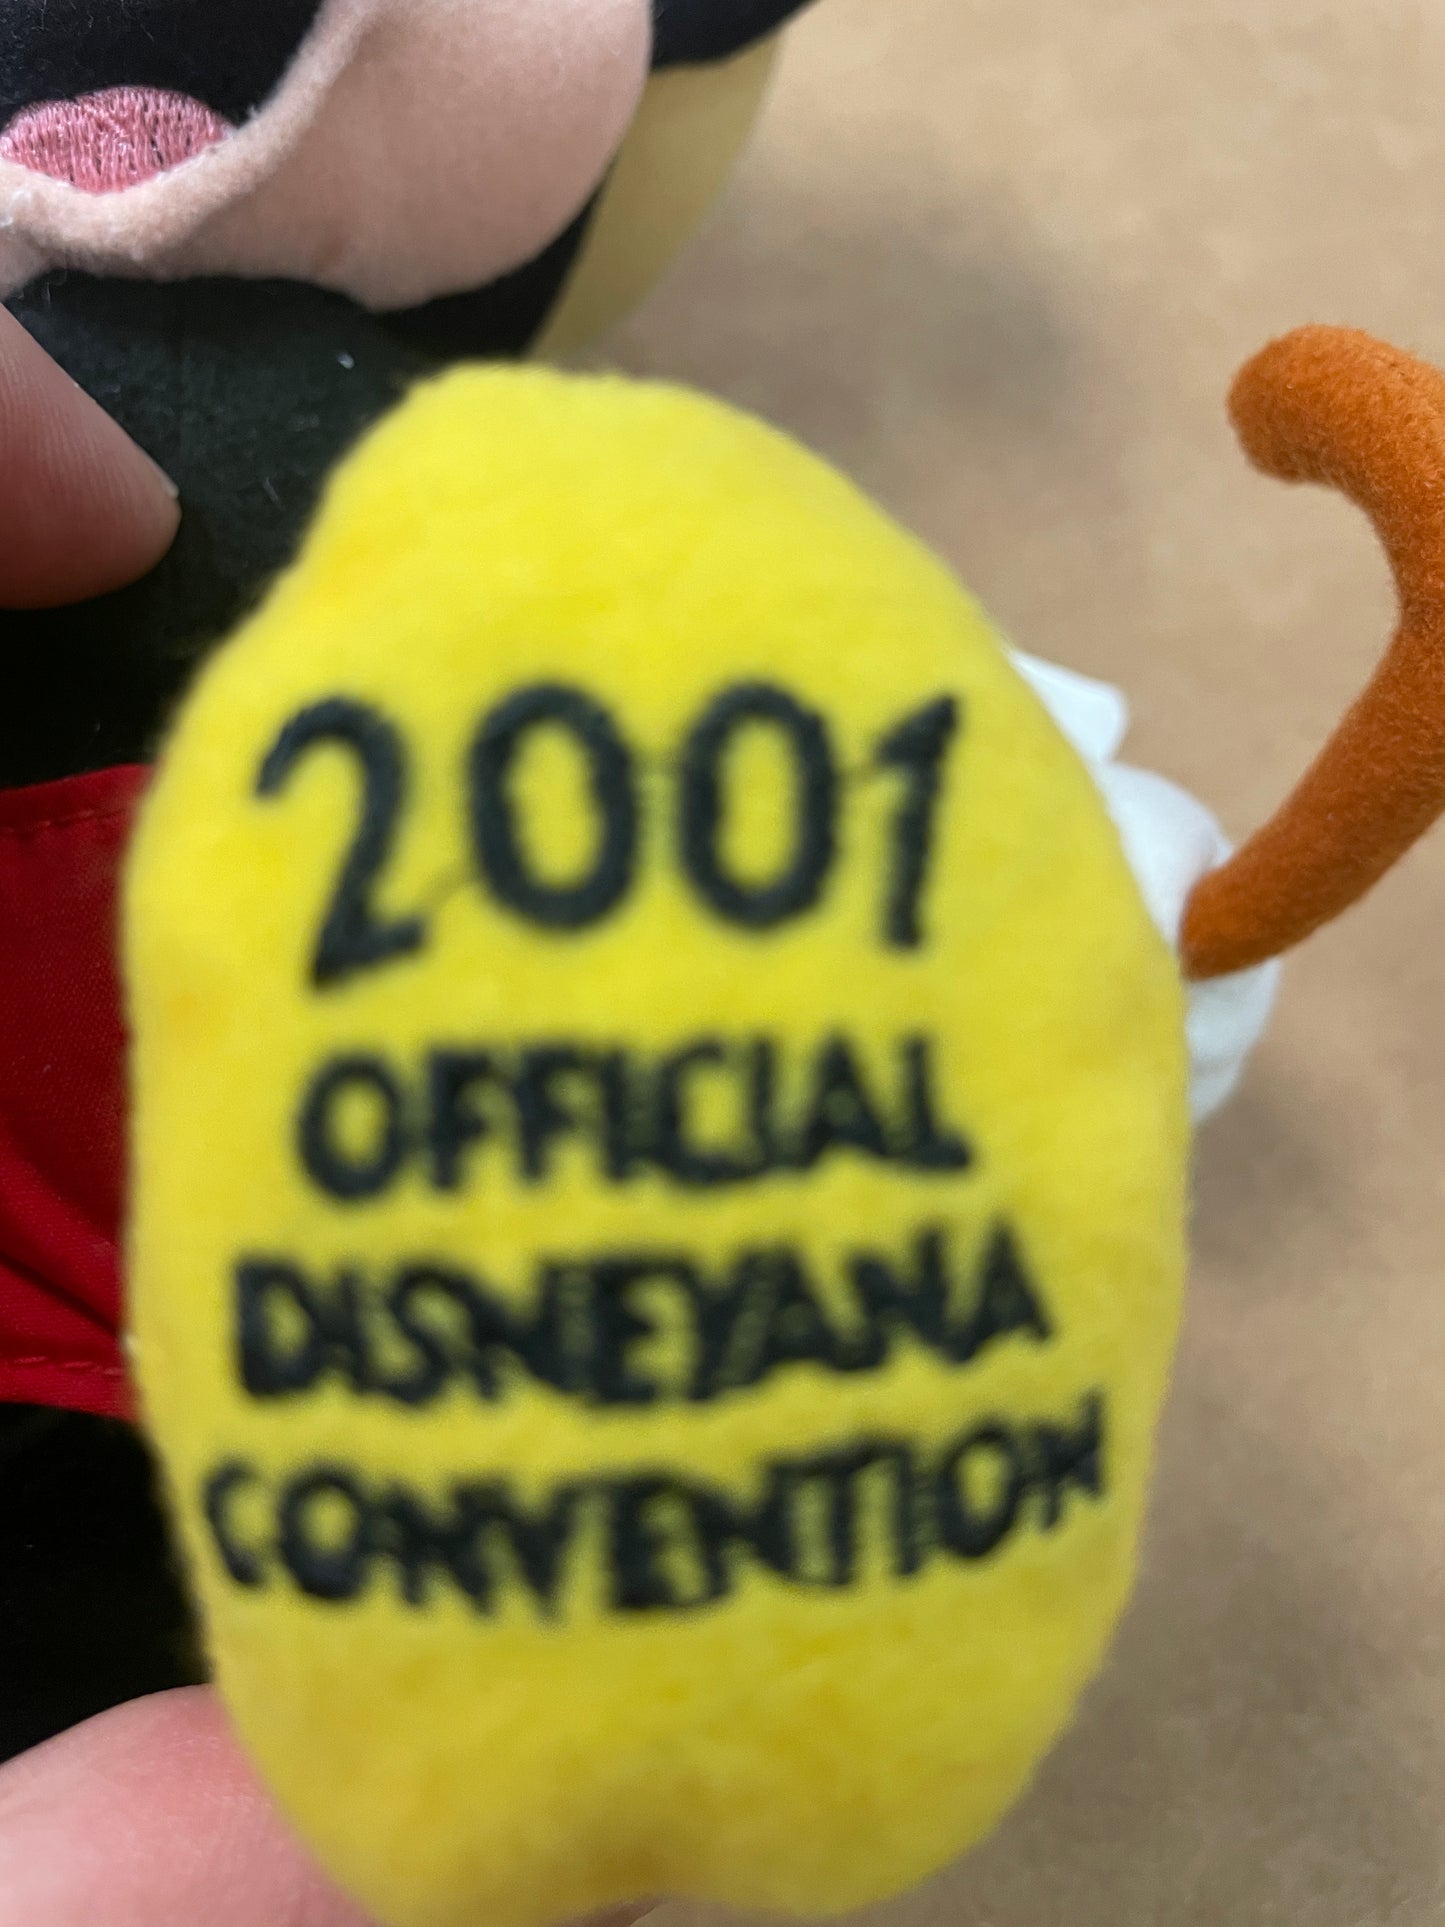 2001
OFFICIAL
DISNEYANA
CONVENTION